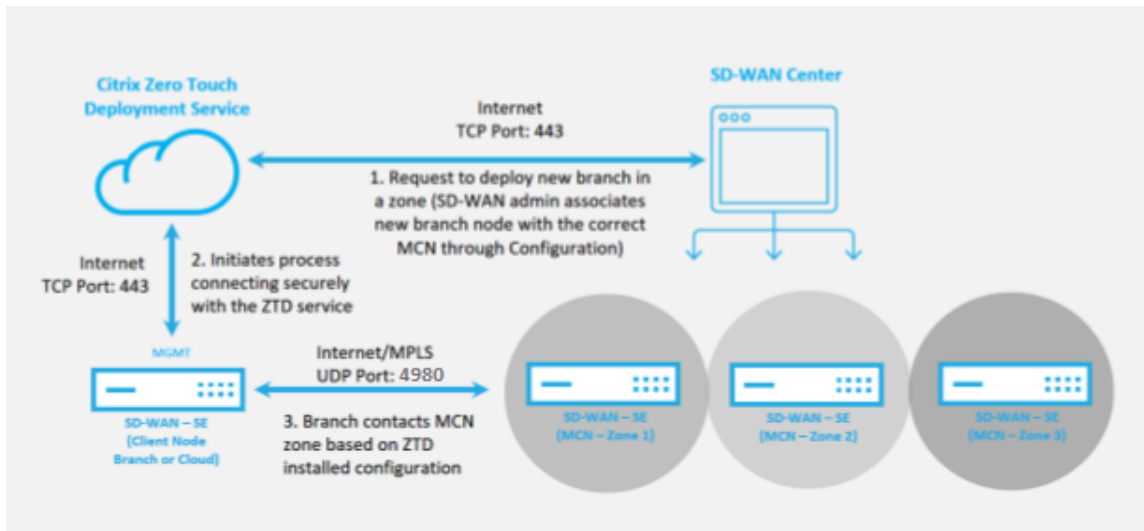 Citrix Zero Touch
Deployment Service
SD-WAN Center
Internet
TCP Port: 443
1. Request to deploy new branch in
a zone (SD-WAN admin associates
new branch node with the correct
MCN through Configuration)
Internet
TCP Port: 443
2. Initiates process
connecting securely
with the ZTD service
MGMT
SD-WAN – SE
(Client Node
Branch or Cloud)
Internet/MPLS
UDP Port: 4980
3. Branch contacts MCN
zone based on ZTD
installed configuration
SD-WAN – SE
(MCN – Zone 1)
SD-WAN – SE
(MCN – Zone 2)
SD-WAN – SE
(MCN – Zone 3)